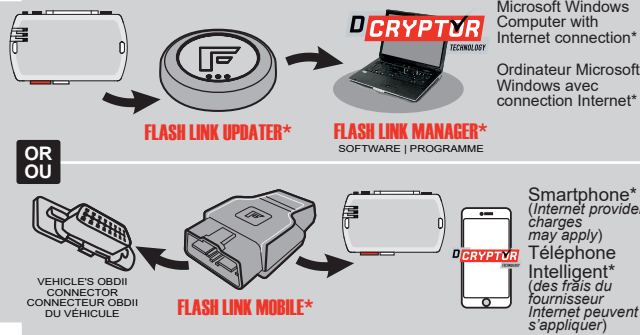 Microsoft Windows
Computer with
Internet connection*
Ordinateur Microsoft
Windows avec
connection Internet*
DCRYPTOR
TECHNOLOGY
FLASH LINK UPDATER*
FLASH LINK MANAGER*
SOFTWARE | PROGRAMME
OR
OU
VEHICLE'S OBDII
CONNECTOR
CONNECTEUR OBDII
DU VÉHICULE
FLASH LINK MOBILE*
DCRYPTOR
TECHNOLOGY
Smartphone*
(Internet provider
charges
may apply)
Téléphone
Intelligent*
(des frais du
fournisseur
Internet peuvent
s'appliquer)